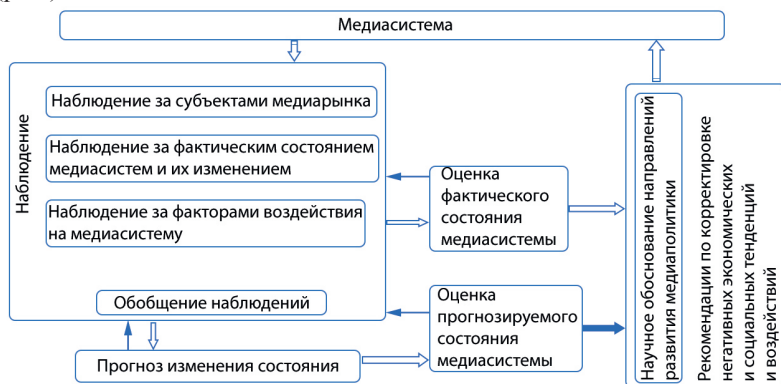 Медиасистема
Наблюдение
Наблюдение за субъектами медиарынка
Наблюдение за фактическим состоянием
медиасистем и их изменением
Наблюдение за факторами воздействия
на медиасистему
Обобщение наблюдений
Прогноз изменения состояния
Оценка
фактического
состояния
медиасистемы
Оценка
прогнозируемого
состояния
медиасистемы
Научное обоснование направлений
развития медиаполитики
Рекомендации по корректировке
негативных экономических
и социальных тенденций
и воздействий